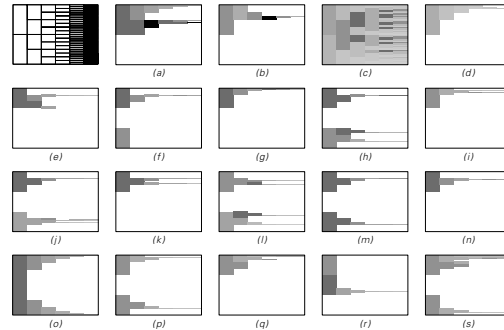 (a) (b) (c) (d)
(e) (f) (g) (h) (i)
(j) (k) (l) (m) (n)
(o) (p) (q) (r) (s)